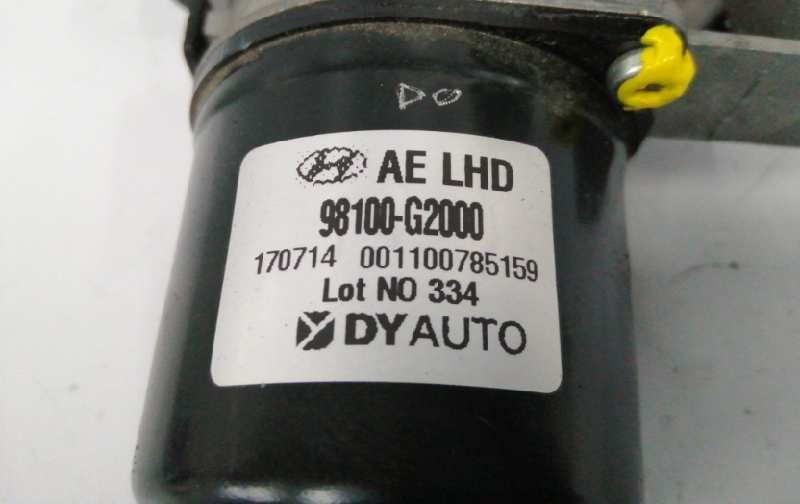 DO
AE LHD
98100-G2000
170714 001100785159
Lot NO 334
DYAUTO